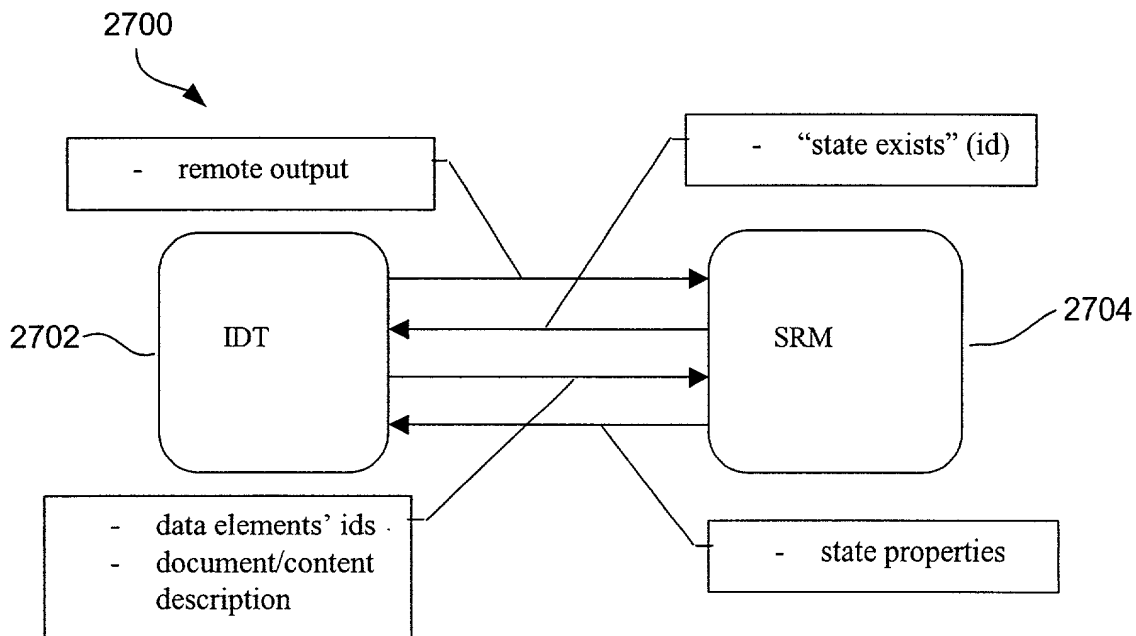 2700
- remote output
- “state exists” (id)
2702
IDT
SRM
2704
- data elements’ ids
- document/content
description
- state properties